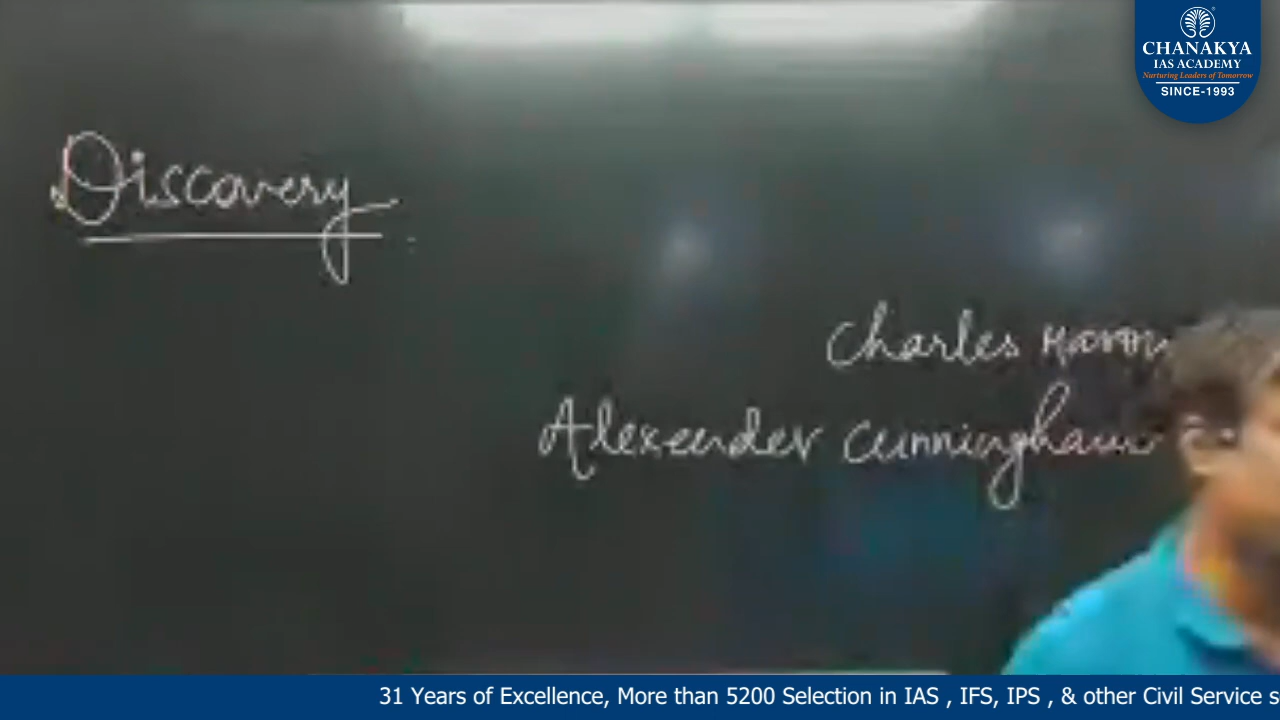 CHANAKYA
IAS ACADEMY
Nurturing Leaders of Tomorrow
SINCE-1993
Discovery
Charles
Alexender Cunningham
31 Years of Excellence, More than 5200 Selection in IAS , IFS, IPS , & other Civil Service s